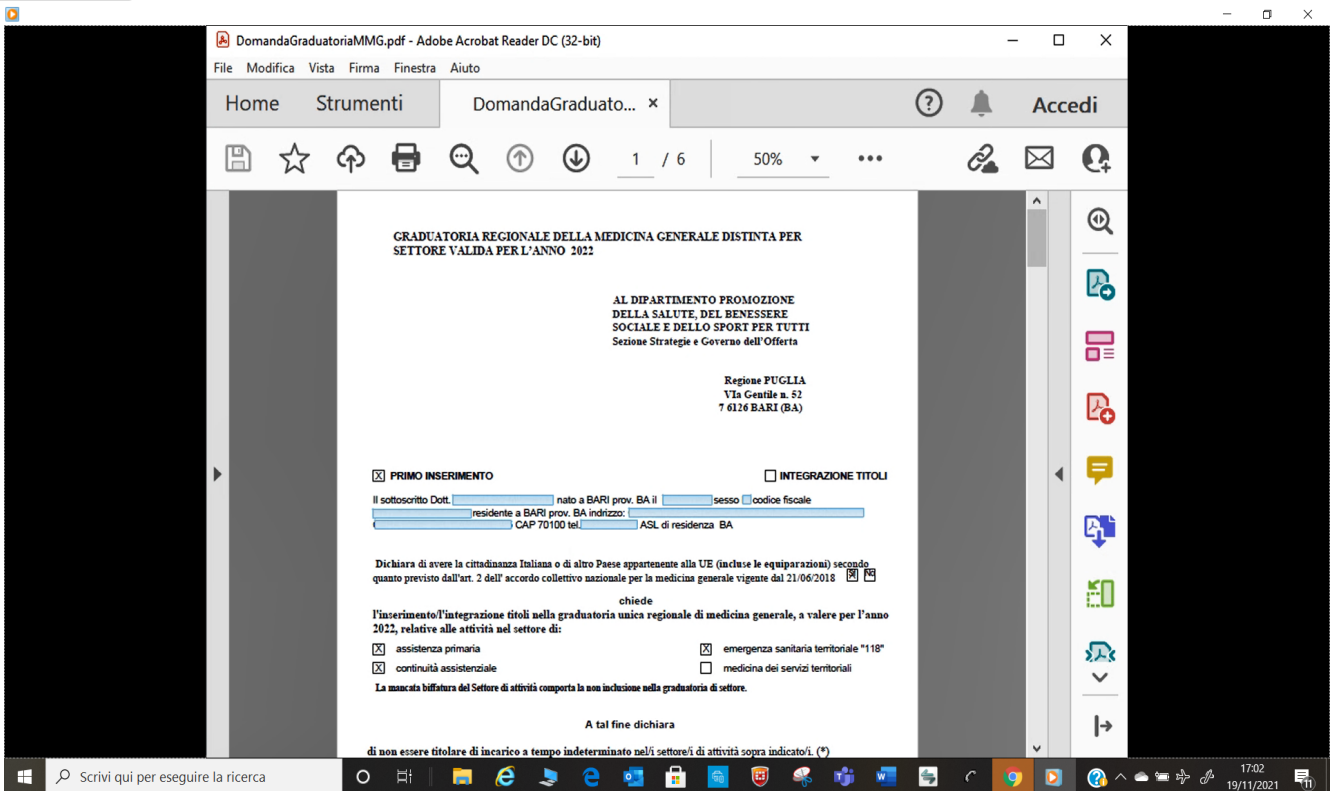 DomandaGraduatoriaMMG.pdf - Adobe Acrobat Reader DC (32-bit)
File Modifica Vista Firma Finestra Aiuto
Home Strumenti DomandaGraduato... × Accedi
1 / 6 50%
GRADUATORIA REGIONALE DELLA MEDICINA GENERALE DISTINTA PER
SETTORE VALIDA PER L'ANNO 2022
AL DIPARTIMENTO PROMOZIONE
DELLA SALUTE, DEL BENESSERE
SOCIALE E DELLO SPORT PER TUTTI
Sezione Strategie e Governo dell'Offerta
Regione PUGLIA
VIa Gentile n. 52
7 6126 BARI (BA)
X PRIMO INSERIMENTO INTEGRAZIONE TITOLI
Il sottoscritto Dott. nato a BARI prov. BA il sesso codice fiscale
residente a BARI prov. BA indirizzo:
CAP 70100 tel. ASL di residenza BA
Dichiara di avere la cittadinanza Italiana o di altro Paese appartenente alla UE (incluse le equiparazioni) secondo
quanto previsto dall'art. 2 dell' accordo collettivo nazionale per la medicina generale vigente dal 21/06/2018
chiede
l'inserimento/l'integrazione titoli nella graduatoria unica regionale di medicina generale, a valere per l'anno
2022, relative alle attività nel settore di:
X assistenza primaria X emergenza sanitaria territoriale "118"
X continuità assistenziale medicina dei servizi territoriali
La mancata biffatura del Settore di attività comporta la non inclusione nella graduatoria di settore.
A tal fine dichiara
di non essere titolare di incarico a tempo indeterminato nel/i settore/i di attività sopra indicato/i. (*)
Scrivi qui per eseguire la ricerca
17:02
19/11/2021